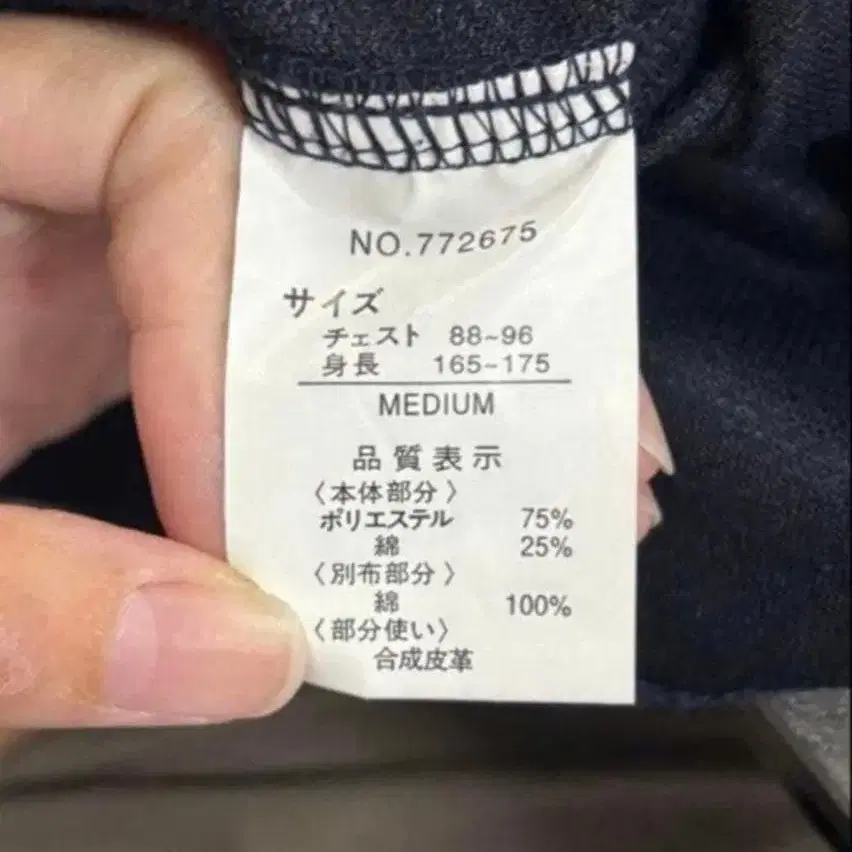 NO.772675
サイズ
チェスト 88~96
身長 165~175
MEDIUM
品質表示
〈本体部分〉
ポリエステル 75%
綿 25%
〈別布部分〉
綿 100%
〈部分使い〉
合成皮革